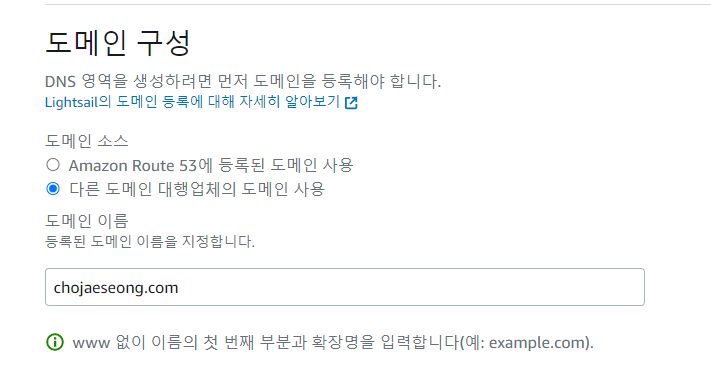 도메인 구성
DNS 영역을 생성하려면 먼저 도메인을 등록해야 합니다.
Lightsail의 도메인 등록에 대해 자세히 알아보기
도메인 소스
Amazon Route 53에 등록된 도메인 사용
다른 도메인 대행업체의 도메인 사용
도메인 이름
등록된 도메인 이름을 지정합니다.
chojaeseong.com
www 없이 이름의 첫 번째 부분과 확장명을 입력합니다(예: example.com).